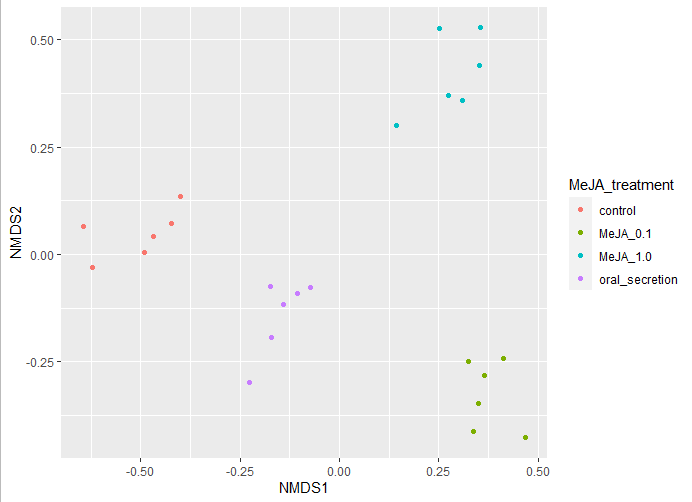 0.50
0.25
0.00
-0.25
NMDS2
-0.50
-0.25
0.00
0.25
0.50
NMDS1
MeJA_treatment
control
MeJA_0.1
MeJA_1.0
oral_secretion